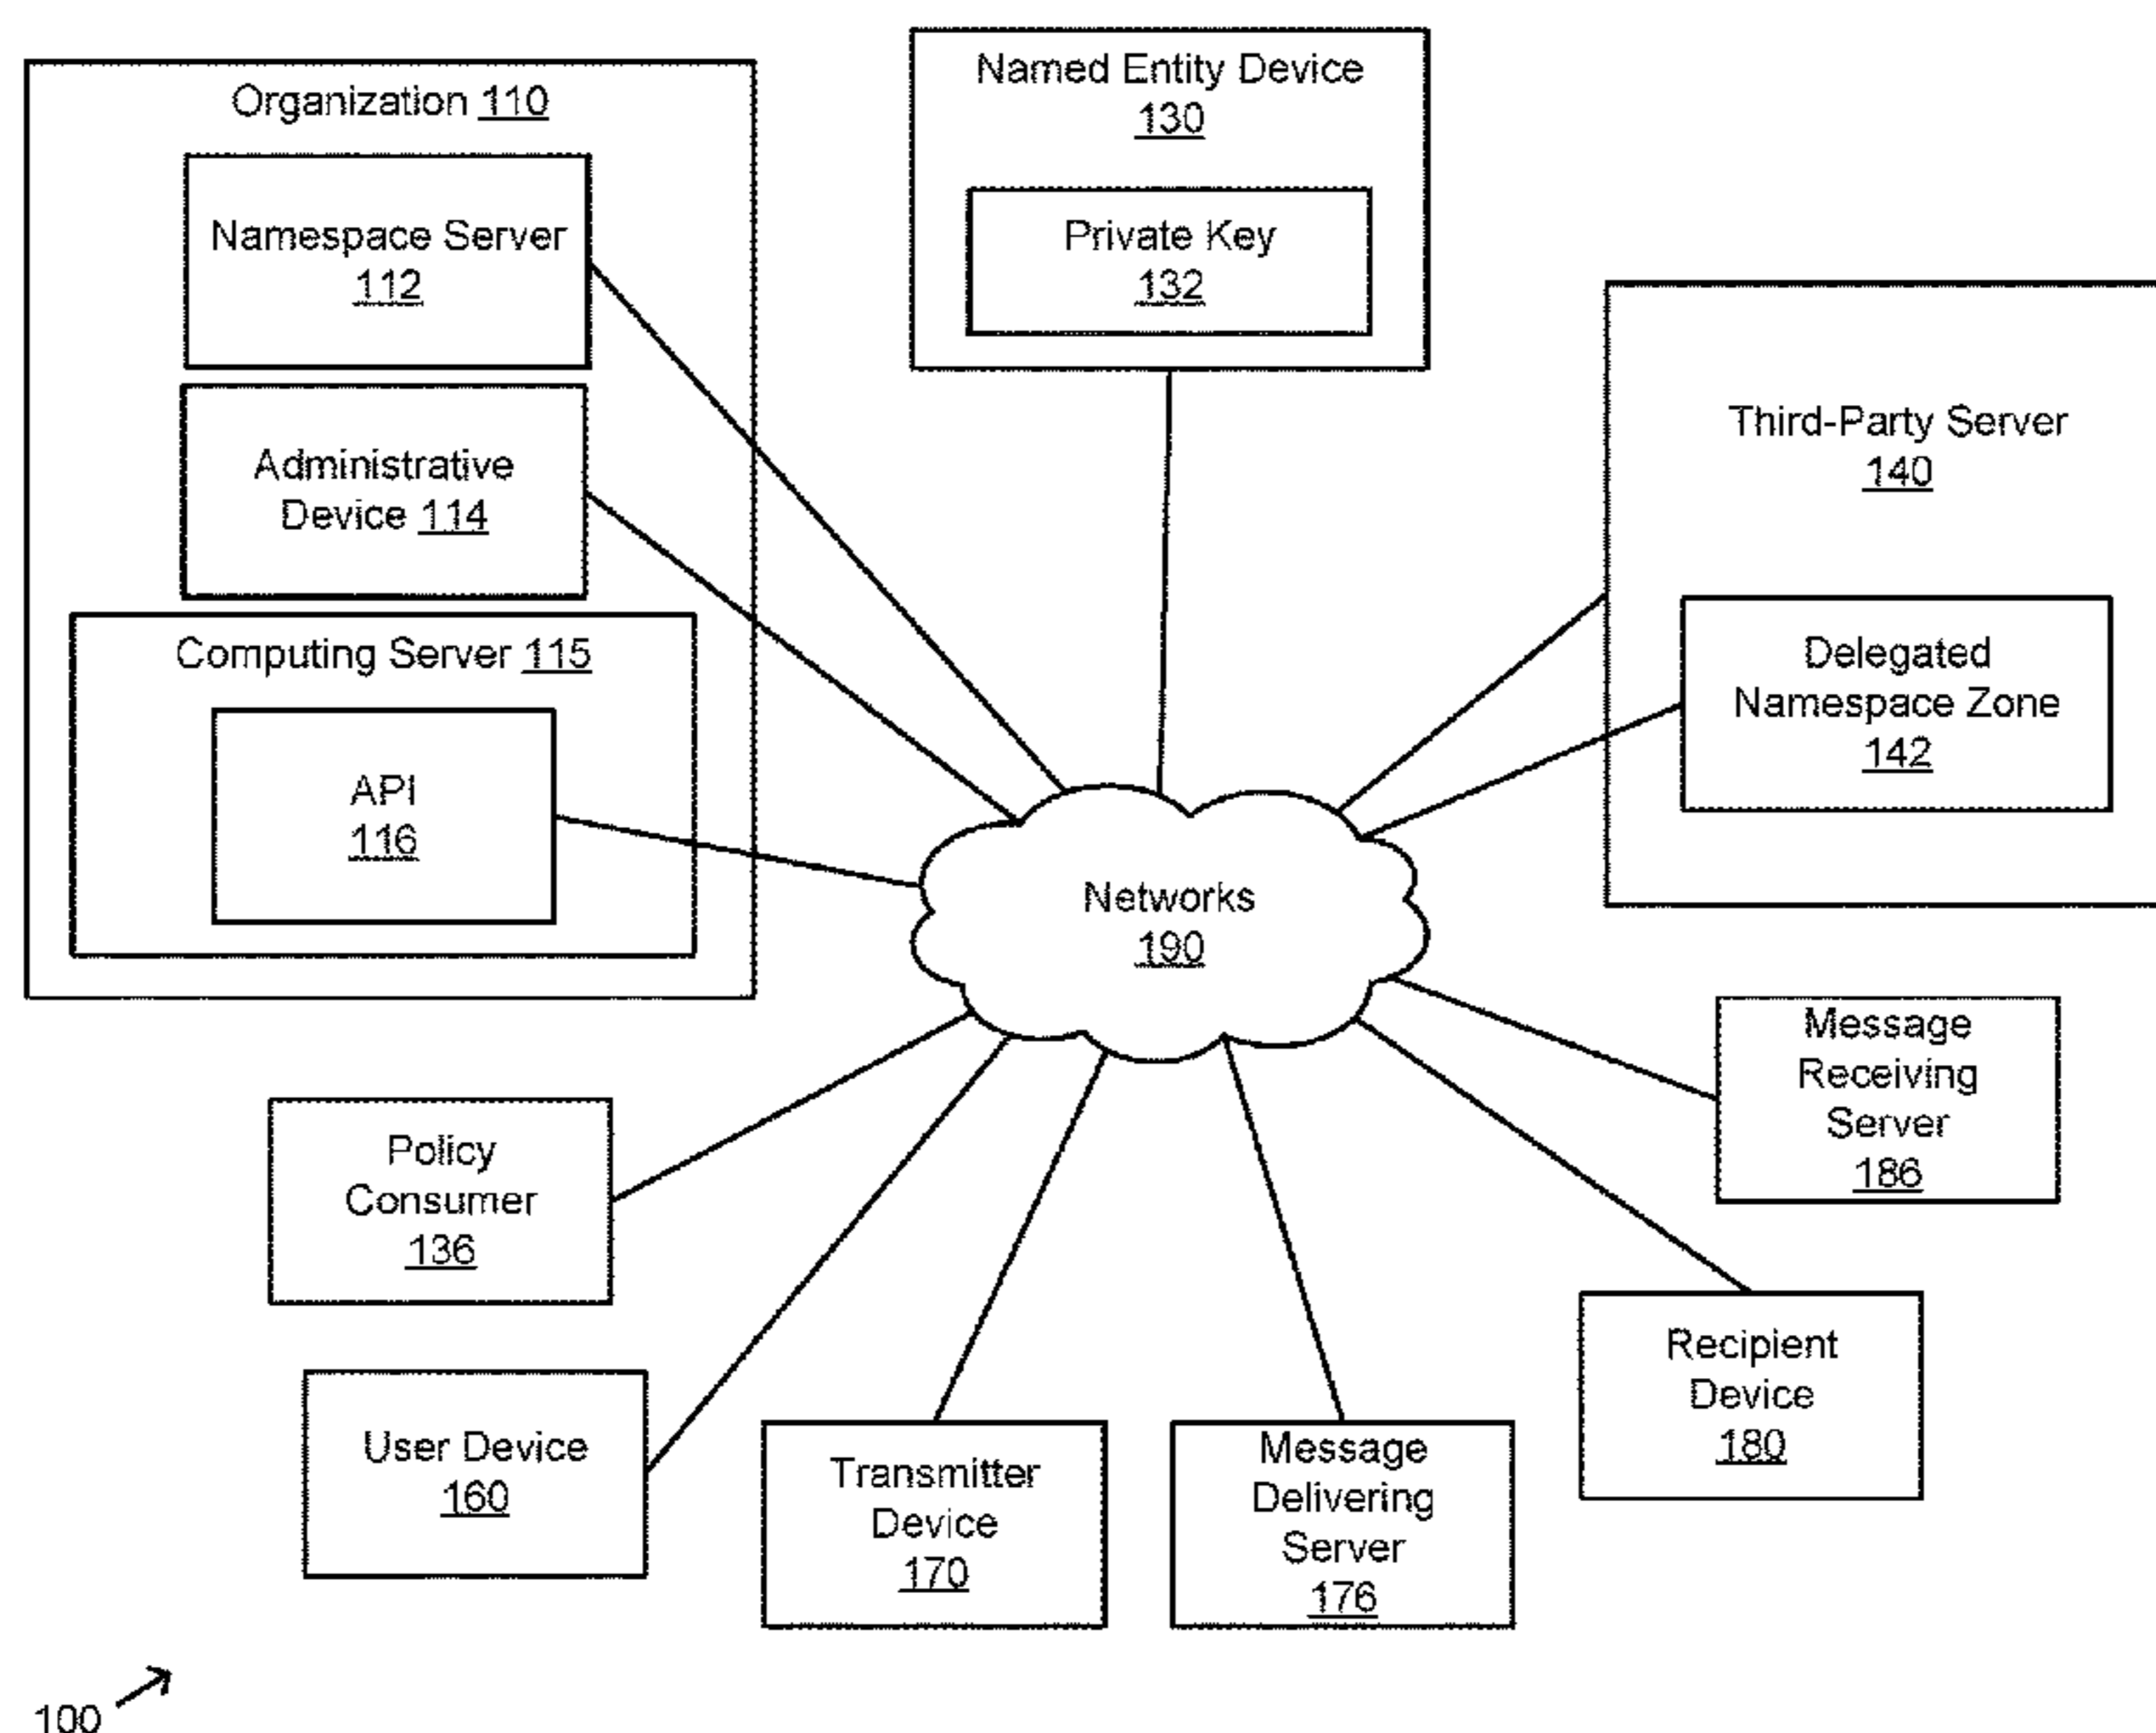 Organization 110
Namespace Server
112
Administrative
Device 114
Computing Server 115
API
116
Named Entity Device
130
Private Key
132
Third-Party Server
140
Delegated
Namespace Zone
142
Networks
190
Policy
Consumer
136
User Device
160
Transmitter
Device
170
Message
Delivering
Server
176
Recipient
Device
180
Message
Receiving
Server
186
100